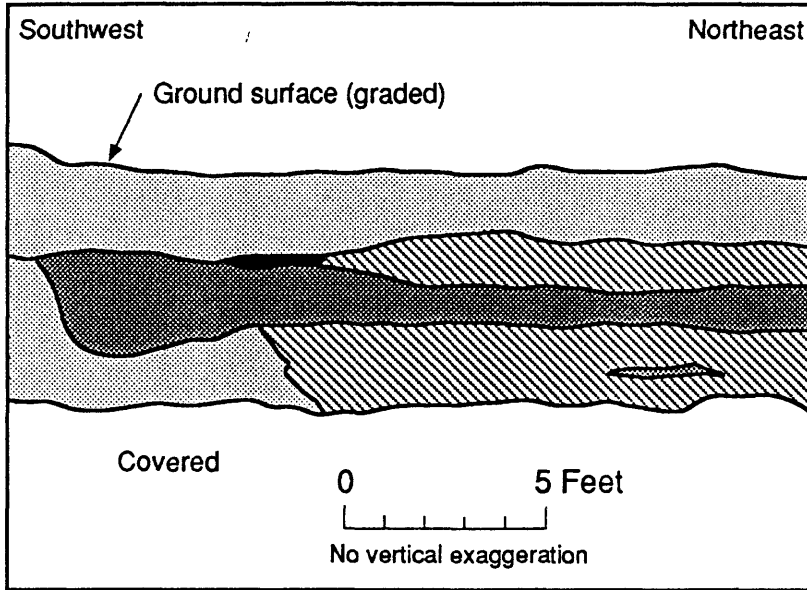 Southwest Northeast
Ground surface (graded)
Covered
0 5 Feet
No vertical exaggeration